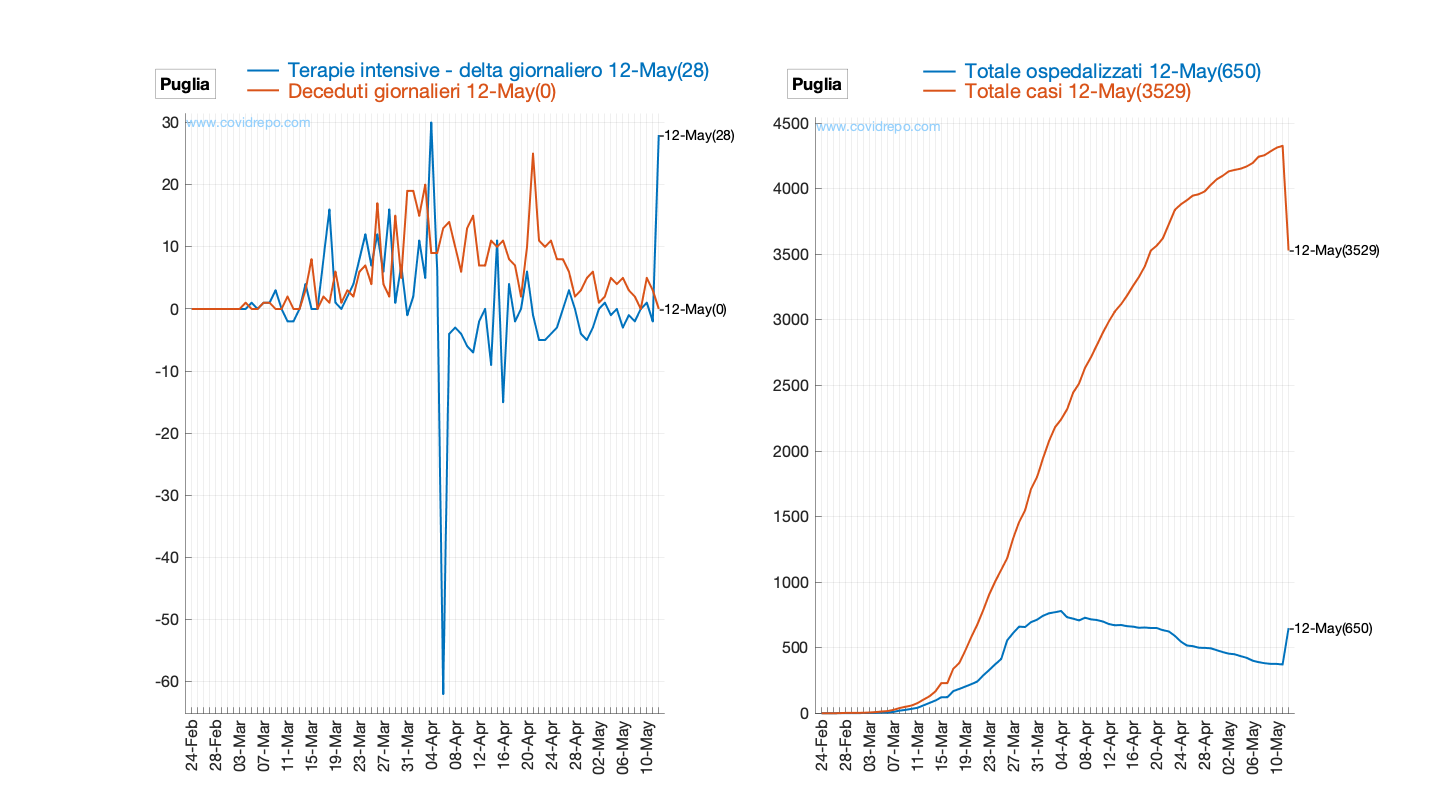 Puglia
Terapie intensive - delta giornaliero 12-May(28)
Deceduti giornalieri 12-May(0)
www.covidrepo.com
30
20
10
0
-10
-20
-30
-40
-50
-60
12-May(28)
12-May(0)
24-Feb
28-Feb
03-Mar
07-Mar
11-Mar
15-Mar
19-Mar
23-Mar
27-Mar
31-Mar
04-Apr
08-Apr
12-Apr
16-Apr
20-Apr
24-Apr
28-Apr
02-May
06-May
10-May
Puglia
Totale ospedalizzati 12-May(650)
Totale casi 12-May(3529)
www.covidrepo.com
4500
4000
3500
3000
2500
2000
1500
1000
500
0
12-May(3529)
12-May(650)
24-Feb
28-Feb
03-Mar
07-Mar
11-Mar
15-Mar
19-Mar
23-Mar
27-Mar
31-Mar
04-Apr
08-Apr
12-Apr
16-Apr
20-Apr
24-Apr
28-Apr
02-May
06-May
10-May